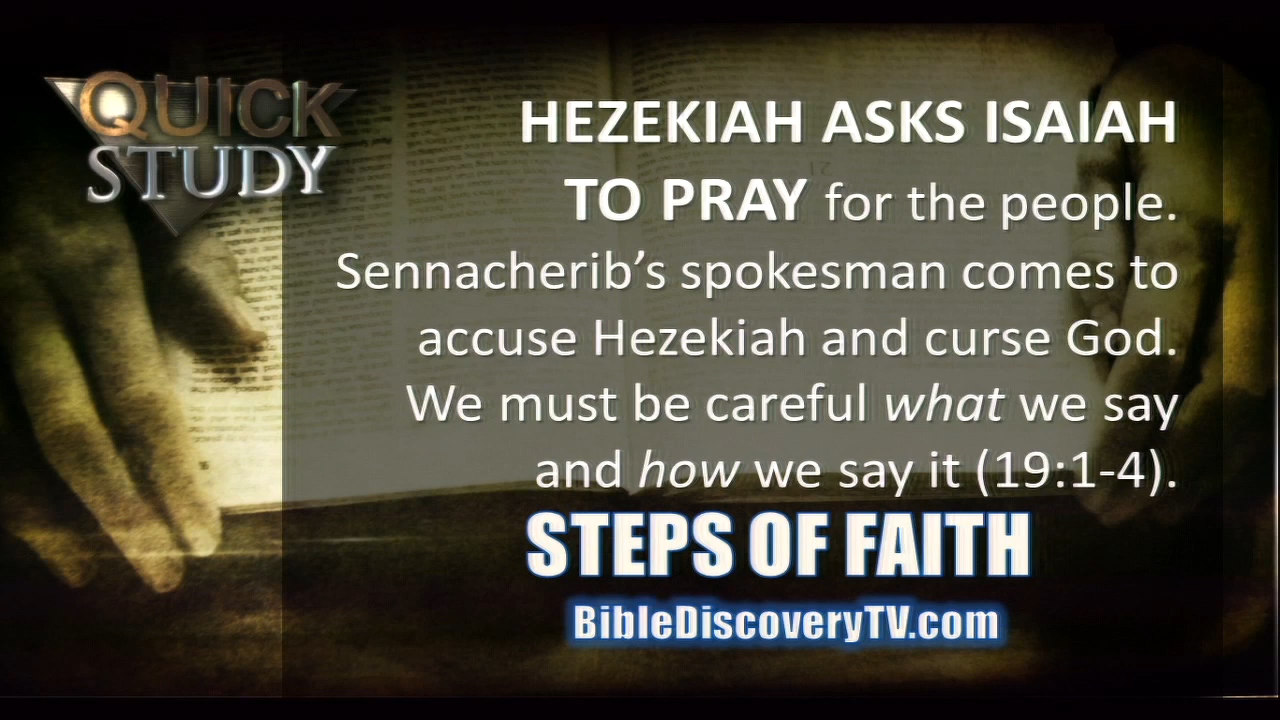 QUICK
STUDY
HEZEKIAH ASKS ISAIAH
TO PRAY for the people.
Sennacherib’s spokesman comes to
accuse Hezekiah and curse God.
We must be careful what we say
and how we say it (19:1-4).
STEPS OF FAITH
BibleDiscoveryTV.com